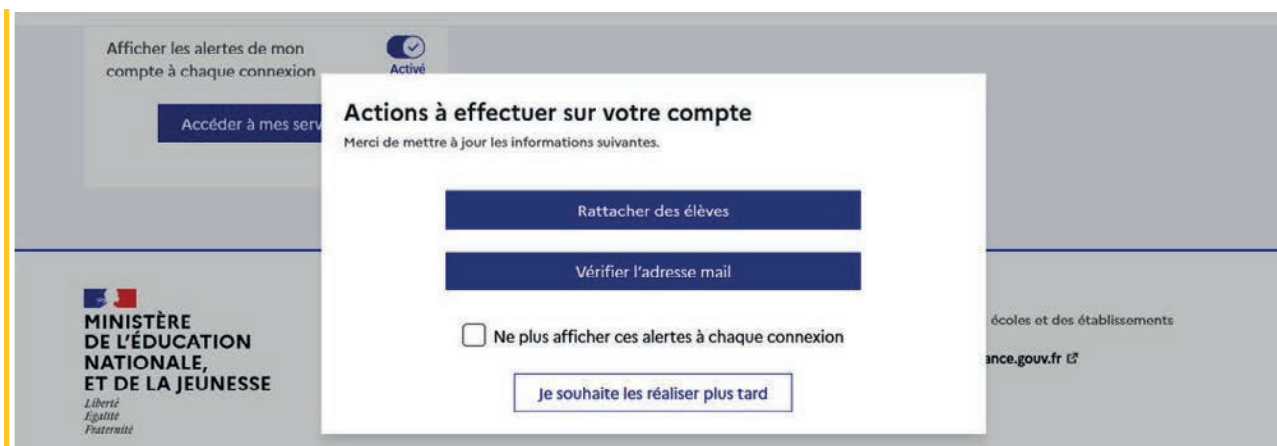 Afficher les alertes de mon
compte à chaque connexion
Activé
Accéder à mes serv
Actions à effectuer sur votre compte
Merci de mettre à jour les informations suivantes.
Rattacher des élèves
Vérifier l'adresse mail
Ne plus afficher ces alertes à chaque connexion
Je souhaite les réaliser plus tard
MINISTÈRE
DE L'ÉDUCATION
NATIONALE,
ET DE LA JEUNESSE
Liberté
Égalité
Fraternité
écoles et des établissements
ance.gouv.fr